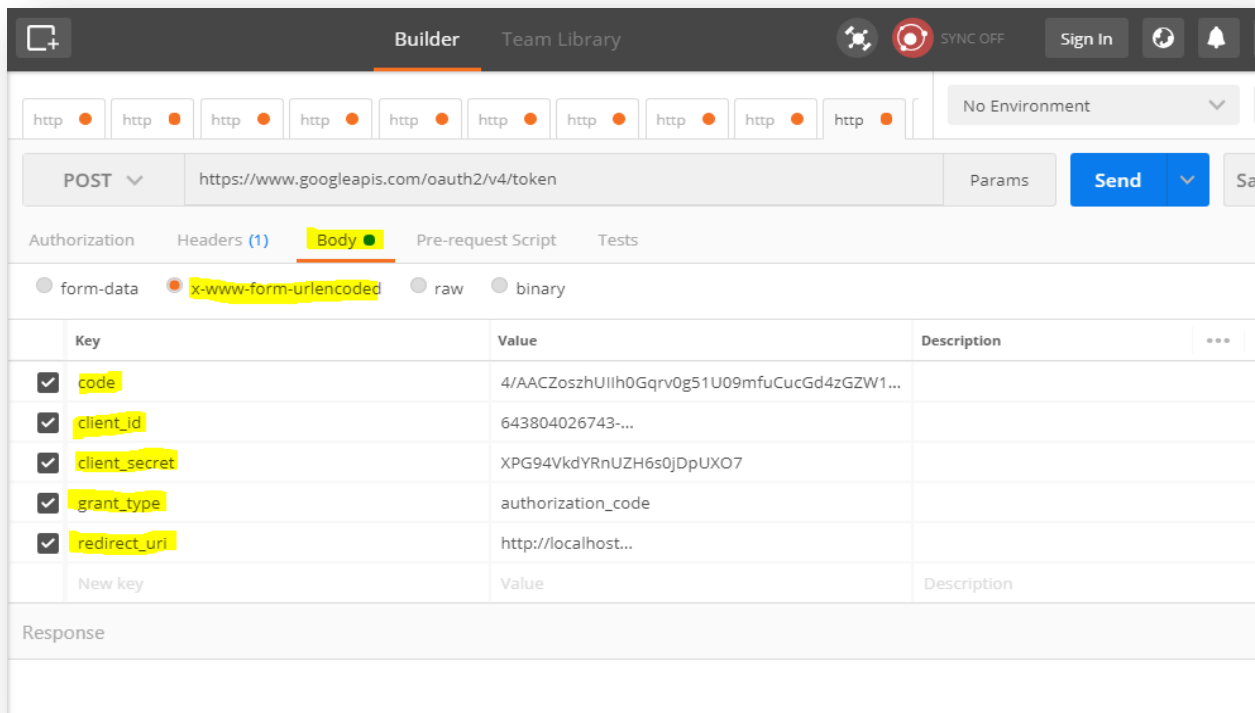 Builder Team Library SYNC OFF Sign In
http http http http http http http http http http No Environment
POST https://www.googleapis.com/oauth2/v4/token Params Send Sa
Authorization Headers (1) Body Pre-request Script Tests
form-data x-www-form-urlencoded raw binary
Key Value Description
code 4/AACZoszhUIIh0Gqrv0g51U09mfuCucGd4zGZW1...
client_id 643804026743-...
client_secret XPG94VkdYRnUZH6s0jDpUXO7
grant_type authorization_code
redirect_uri http://localhost...
New key Value Description
Response